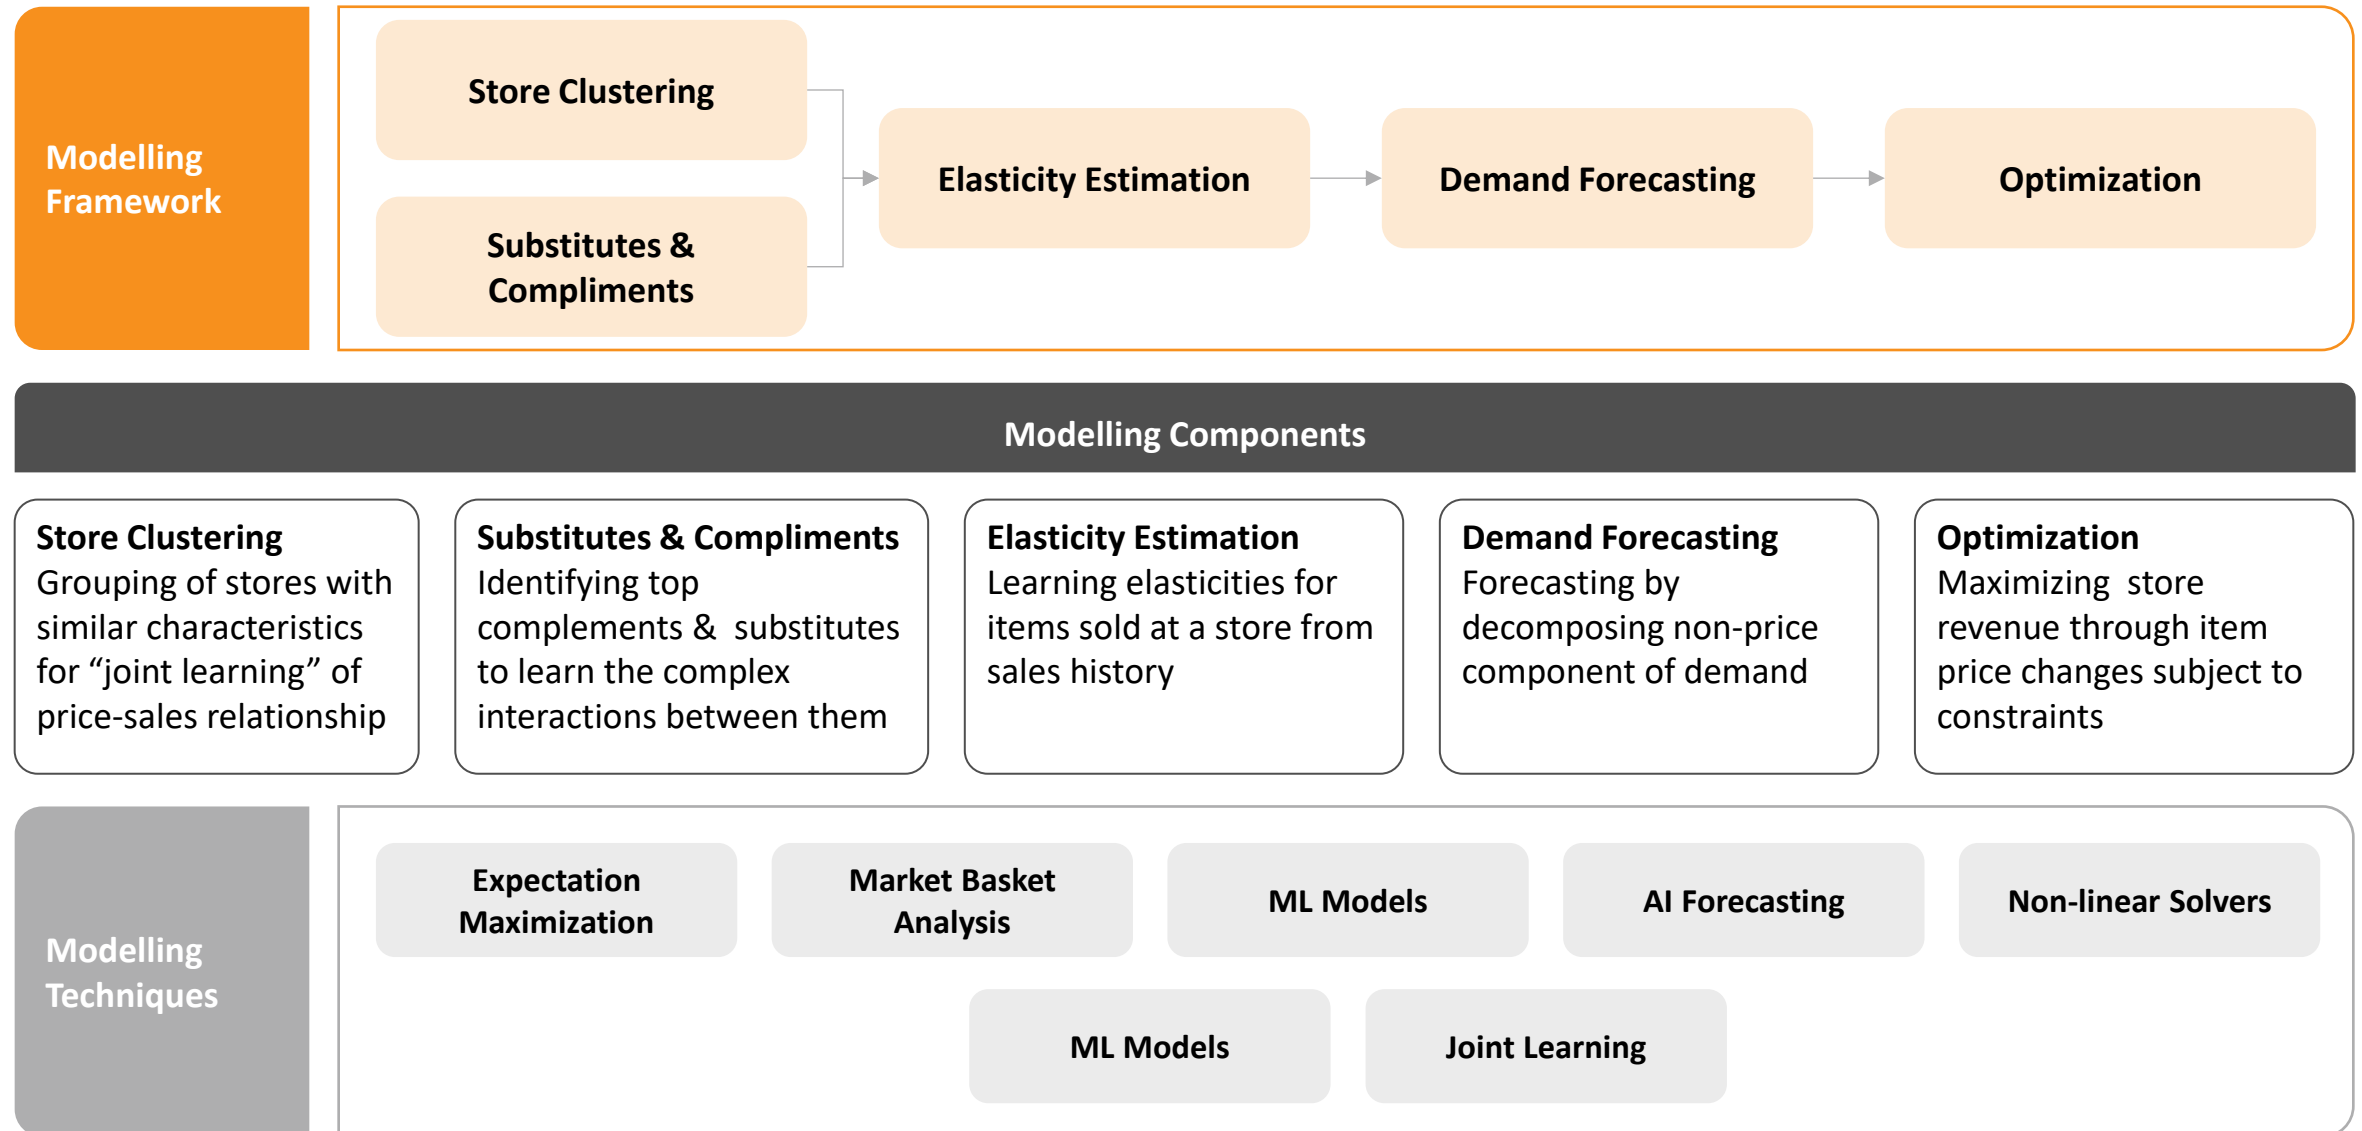 Modelling
Framework
Store Clustering
Substitutes &
Compliments
Elasticity Estimation
Demand Forecasting
Optimization
Modelling Components
Store Clustering
Grouping of stores with
similar characteristics
for “joint learning” of
price-sales relationship
Substitutes & Compliments
Identifying top
complements &  substitutes
to learn the complex
interactions between them
Elasticity Estimation
Learning elasticities for
items sold at a store from
sales history
Demand Forecasting
Forecasting by
decomposing non-price
component of demand
Optimization
Maximizing  store
revenue through item
price changes subject to
constraints
Modelling
Techniques
Expectation
Maximization
Market Basket
Analysis
ML Models
AI Forecasting
Non-linear Solvers
ML Models
Joint Learning